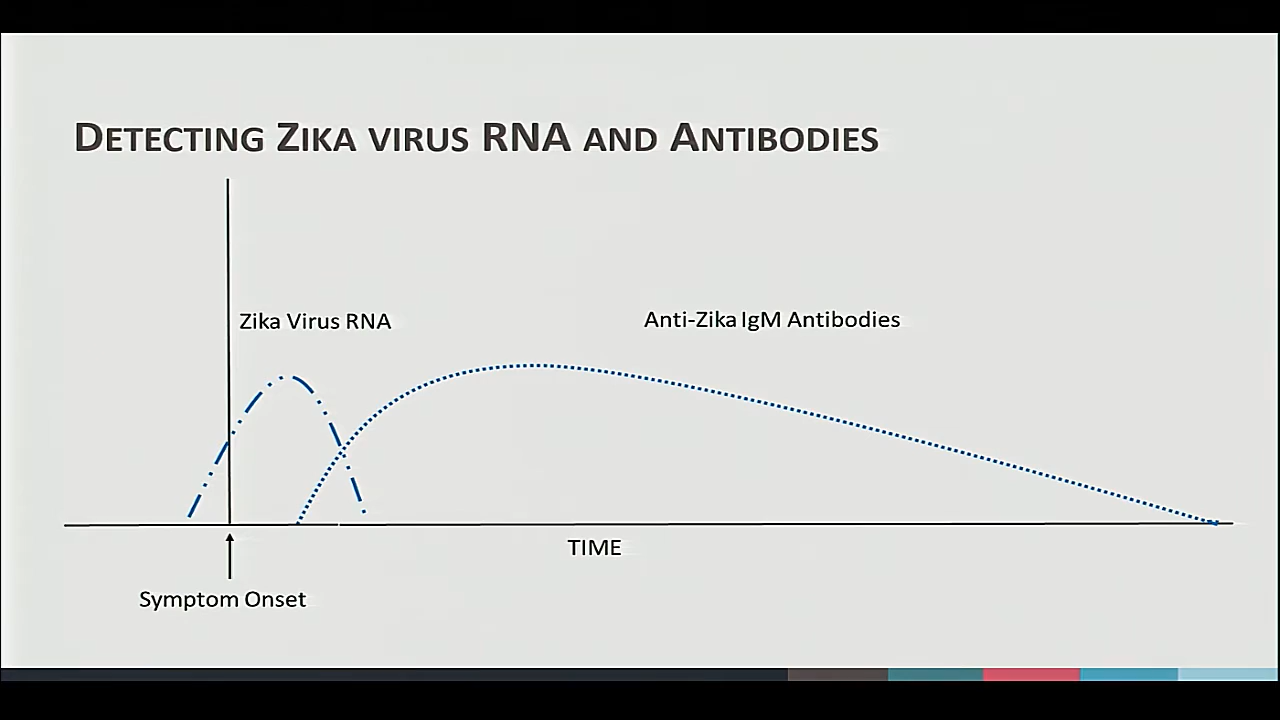 Detecting Zika virus RNA and Antibodies
Zika Virus RNA
Anti-Zika IgM Antibodies
TIME
Symptom Onset